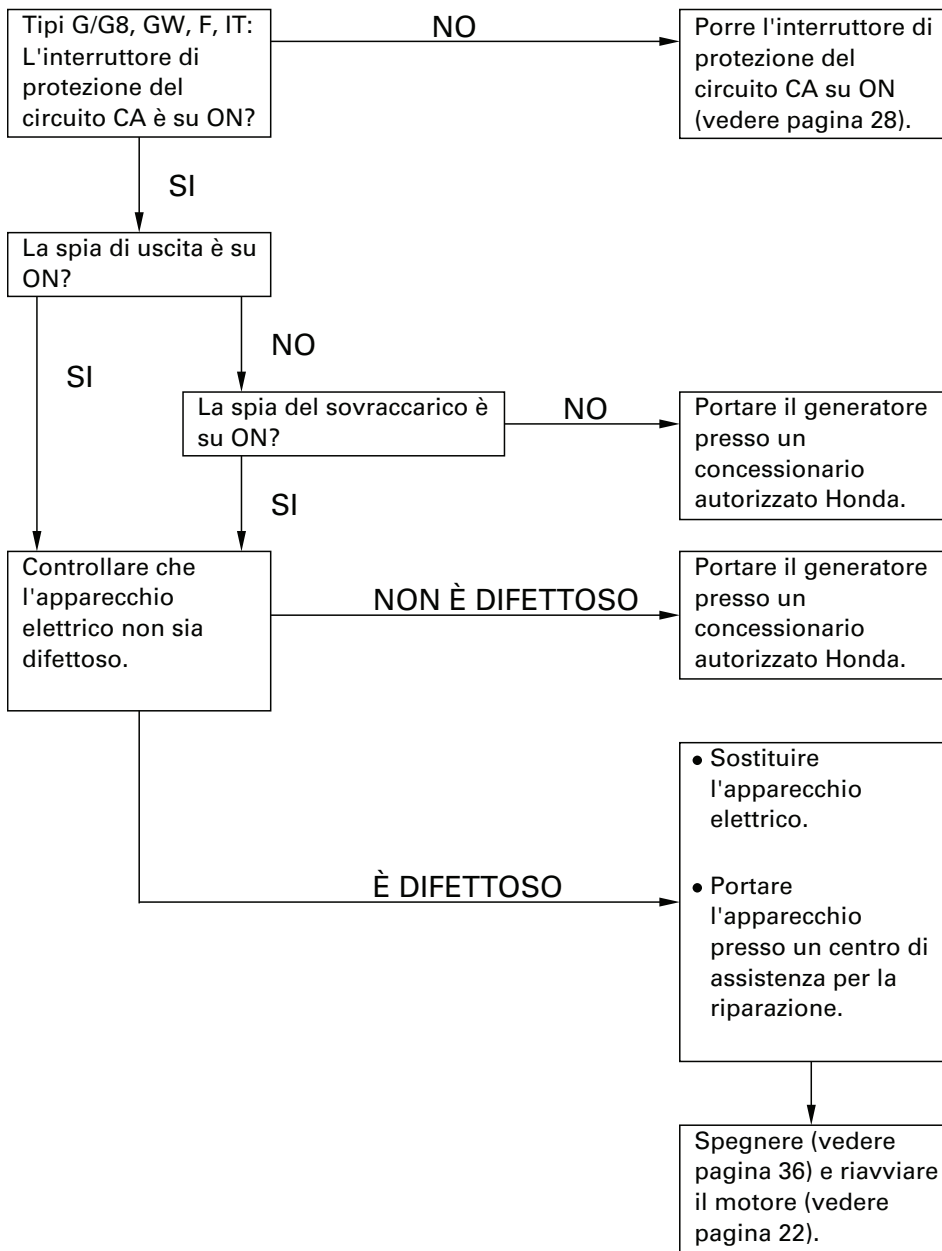 Tipi G/G8, GW, F, IT:
L'interruttore di
protezione del
circuito CA è su ON?
NO
Porre l'interruttore di
protezione del
circuito CA su ON
(vedere pagina 28).
SI
La spia di uscita è su
ON?
SI
NO
La spia del sovraccarico è
su ON?
NO
Portare il generatore
presso un
concessionario
autorizzato Honda.
SI
Controllare che
l'apparecchio
elettrico non sia
difettoso.
NON È DIFETTOSO
Portare il generatore
presso un
concessionario
autorizzato Honda.
È DIFETTOSO
● Sostituire
l'apparecchio
elettrico.
● Portare
l'apparecchio
presso un centro di
assistenza per la
riparazione.
Spegnere (vedere
pagina 36) e riavviare
il motore (vedere
pagina 22).